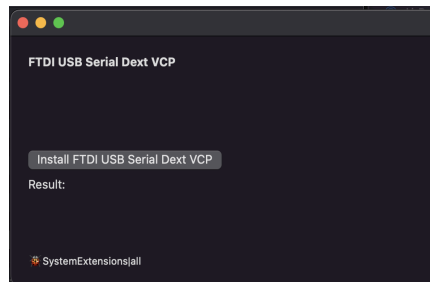 FTDI USB Serial Dext VCP
Install FTDI USB Serial Dext VCP
Result:
SystemExtensions|all